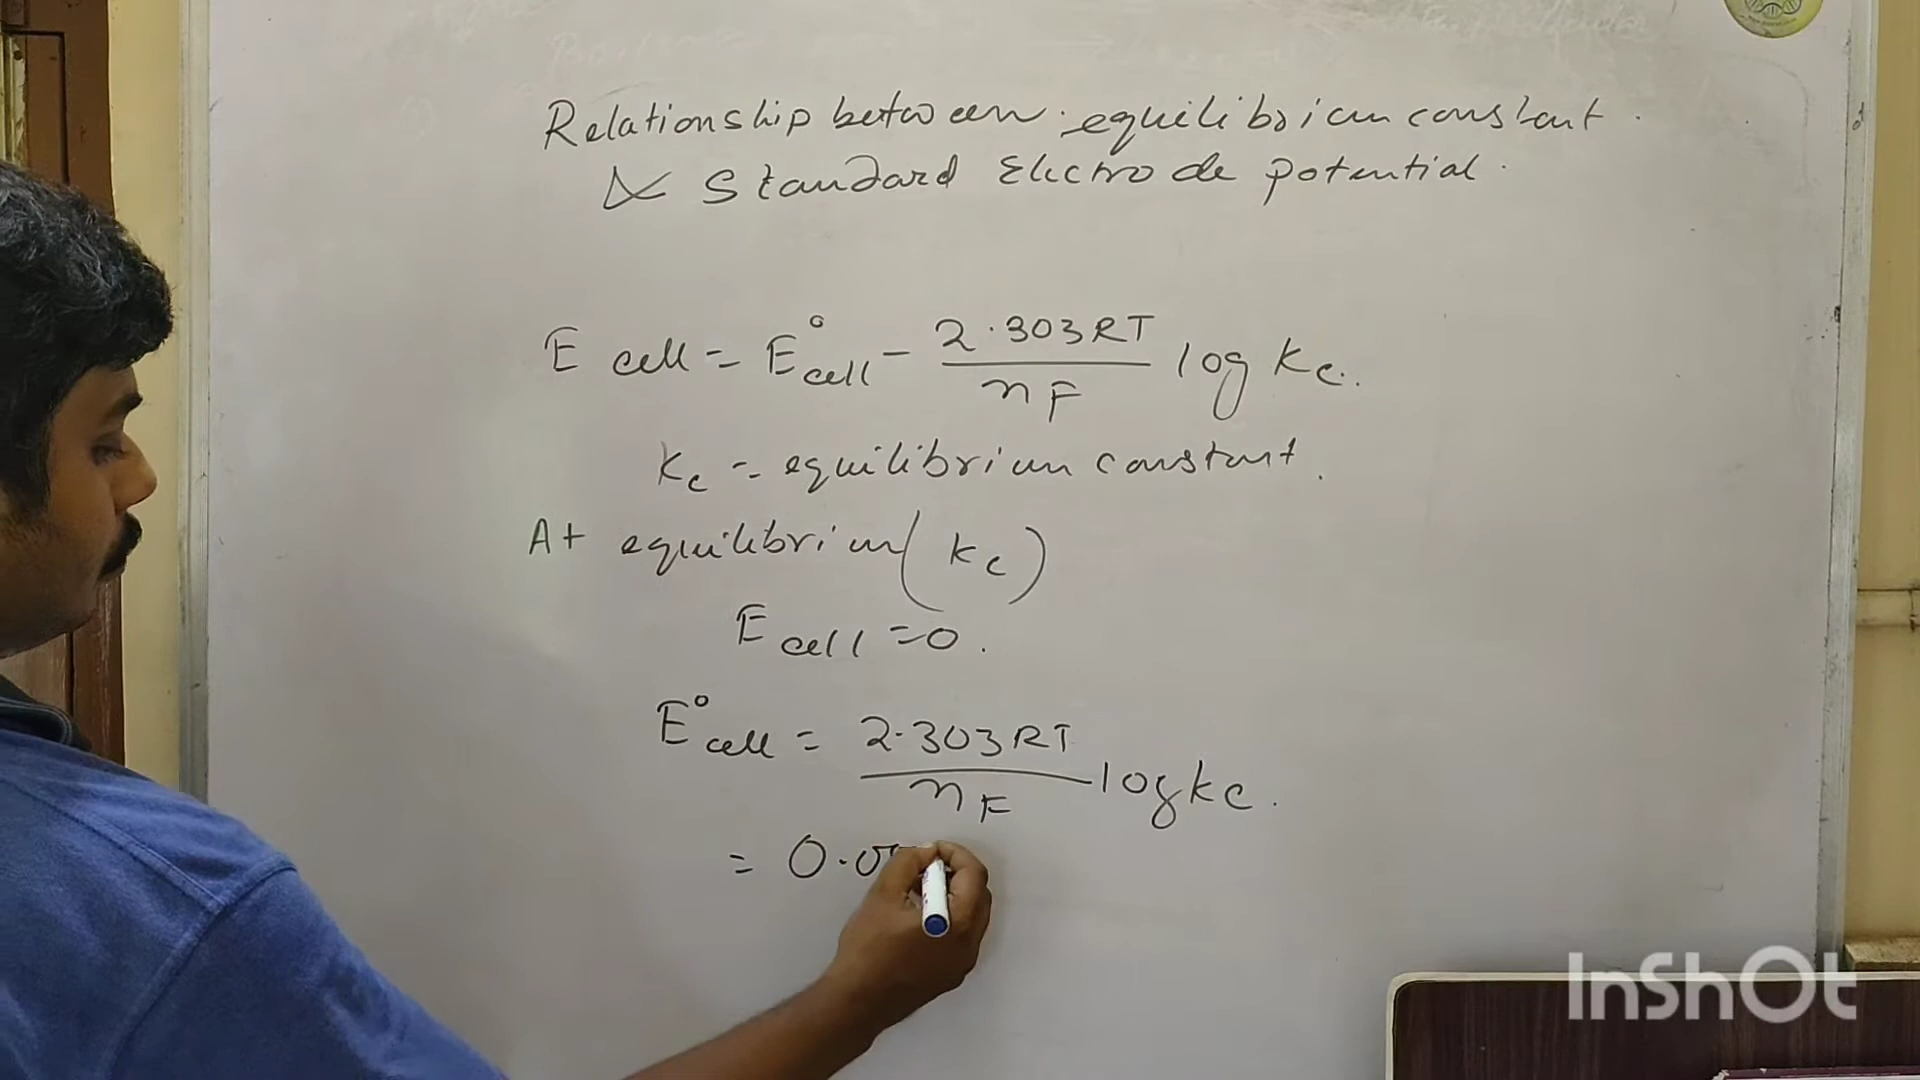 Relationship between equilibrium constant
& Standard Electrode potential.
E cell = E°cell - 2.303RT/nF log Kc.
Kc = equilibrium constant.
At equilibrium (Kc)
E cell = 0.
E°cell = 2.303RT/nF log Kc.
= 0.0
InShOt